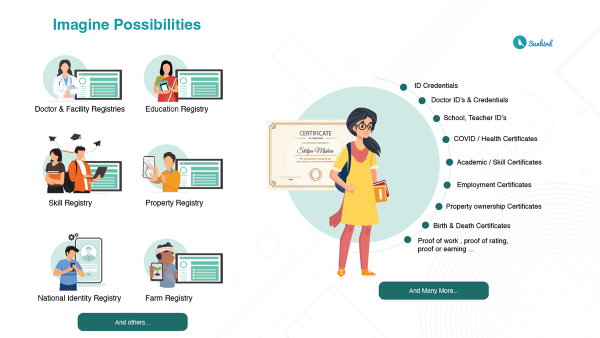 Imagine Possibilities
Sunbird
Doctor & Facility Registries
Education Registry
Skill Registry
Property Registry
National Identity Registry
Farm Registry
And others...
CERTIFICATE
ID Credentials
Doctor ID's & Credentials
School, Teacher ID's
COVID / Health Certificates
Academic / Skill Certificates
Employment Certificates
Property ownership Certificates
Birth & Death Certificates
Proof of work , proof of rating,
proof or earning ...
And Many More...